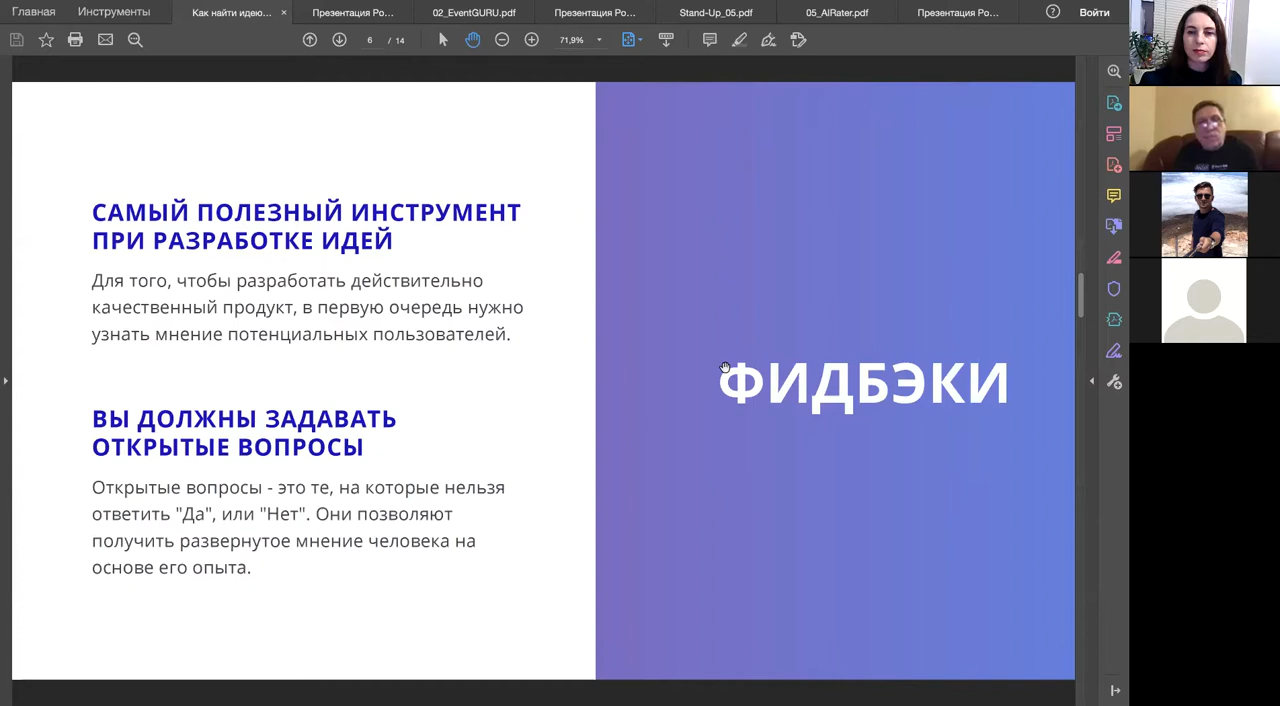 Главная
Инструменты
Как найти идею...
×
Презентация Ро...
02_EventGURU.pdf
Презентация Ро...
Stand-Up_05.pdf
05_AIRater.pdf
Презентация Ро...
Войти
6 / 14
71,9%
САМЫЙ ПОЛЕЗНЫЙ ИНСТРУМЕНТ
ПРИ РАЗРАБОТКЕ ИДЕЙ
Для того, чтобы разработать действительно
качественный продукт, в первую очередь нужно
узнать мнение потенциальных пользователей.
ВЫ ДОЛЖНЫ ЗАДАВАТЬ
ОТКРЫТЫЕ ВОПРОСЫ
Открытые вопросы - это те, на которые нельзя
ответить "Да", или "Нет". Они позволяют
получить развернутое мнение человека на
основе его опыта.
ФИДБЭКИ